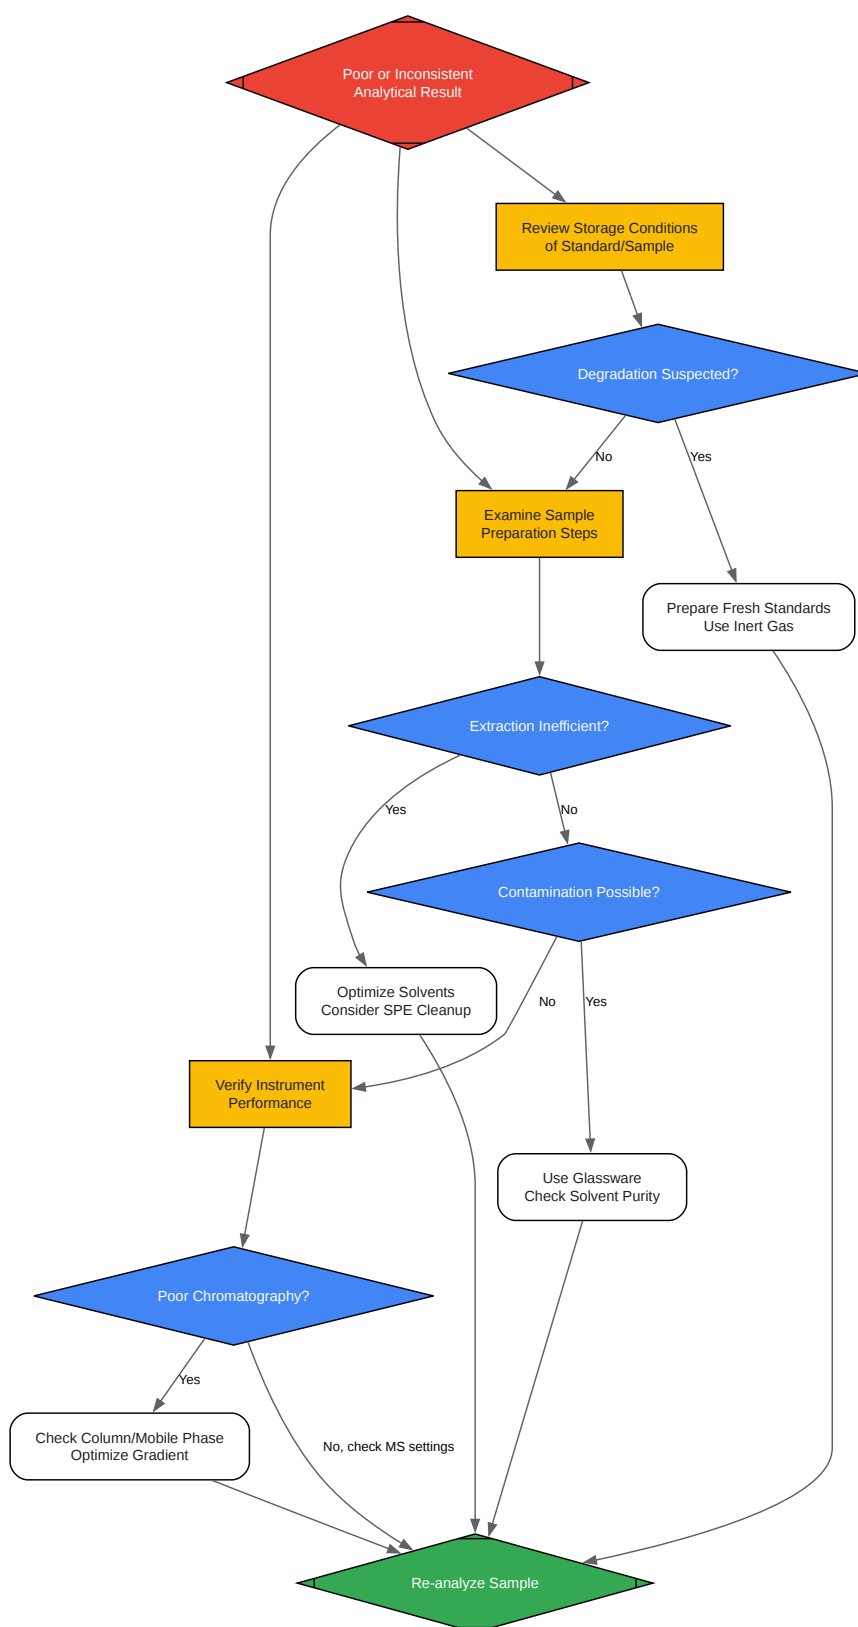 Poor or Inconsistent
Analytical Result
Review Storage Conditions
of Standard/Sample
Degradation Suspected?
No
Yes
Examine Sample
Preparation Steps
Prepare Fresh Standards
Use Inert Gas
Extraction Inefficient?
Yes
No
Contamination Possible?
Optimize Solvents
Consider SPE Cleanup
No
Yes
Verify Instrument
Performance
Use Glassware
Check Solvent Purity
Poor Chromatography?
Yes
Check Column/Mobile Phase
Optimize Gradient
No, check MS settings
Re-analyze Sample